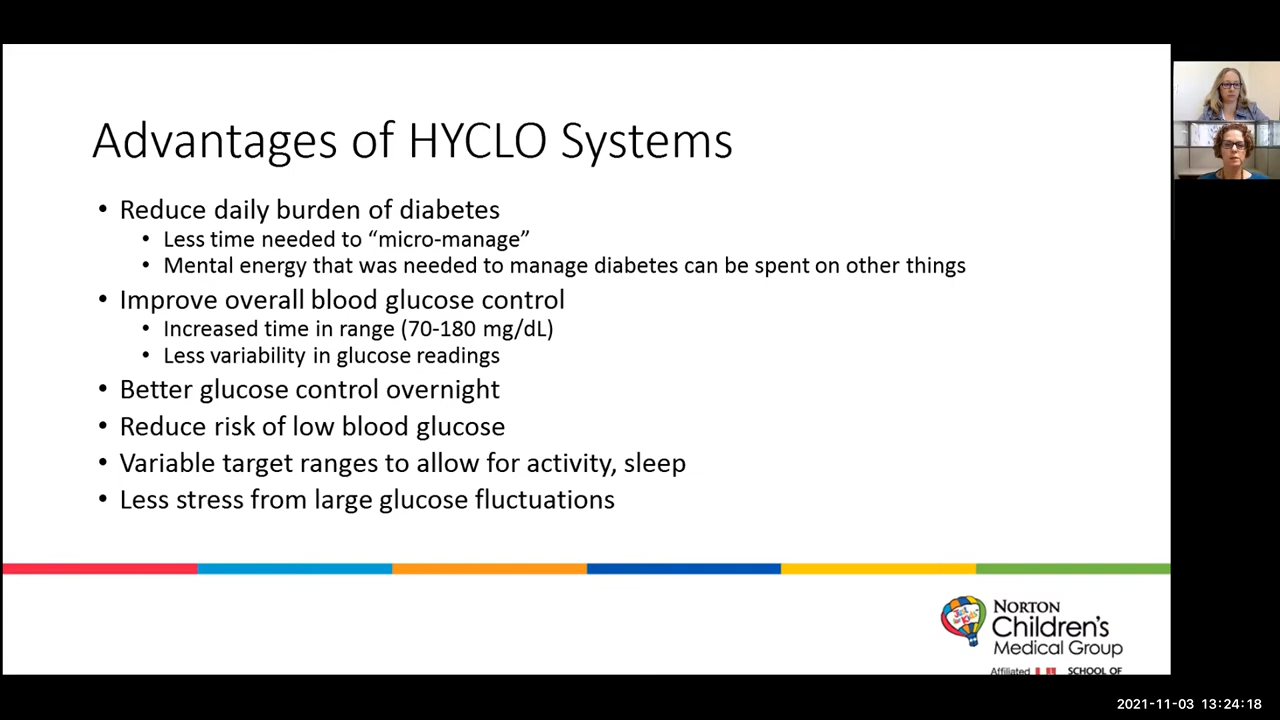 Advantages of HYCLO Systems
• Reduce daily burden of diabetes
• Less time needed to “micro-manage”
• Mental energy that was needed to manage diabetes can be spent on other things
• Improve overall blood glucose control
• Increased time in range (70-180 mg/dL)
• Less variability in glucose readings
• Better glucose control overnight
• Reduce risk of low blood glucose
• Variable target ranges to allow for activity, sleep
• Less stress from large glucose fluctuations
Just for Kids
NORTON
Children's
Medical Group
Affiliated SCHOOL OF
2021-11-03 13:24:18